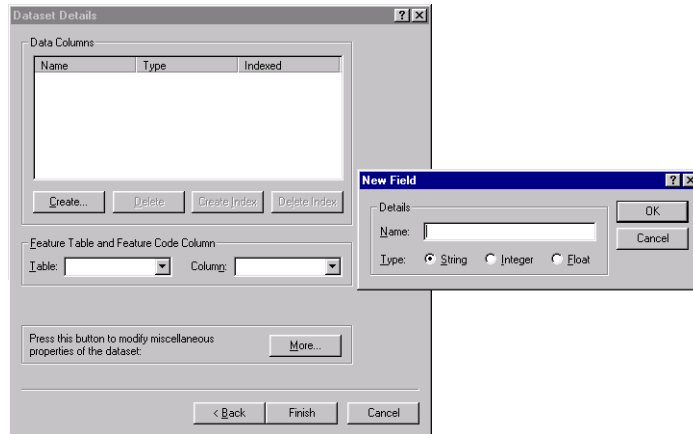 Dataset Details
Data Columns
Name Type Indexed
Create... Delete Create Index Delete Index
Feature Table and Feature Code Column
Table: Column:
Press this button to modify miscellaneous
properties of the dataset:
More...
< Back Finish Cancel
New Field
Details
Name:
Type: String Integer Float
OK
Cancel